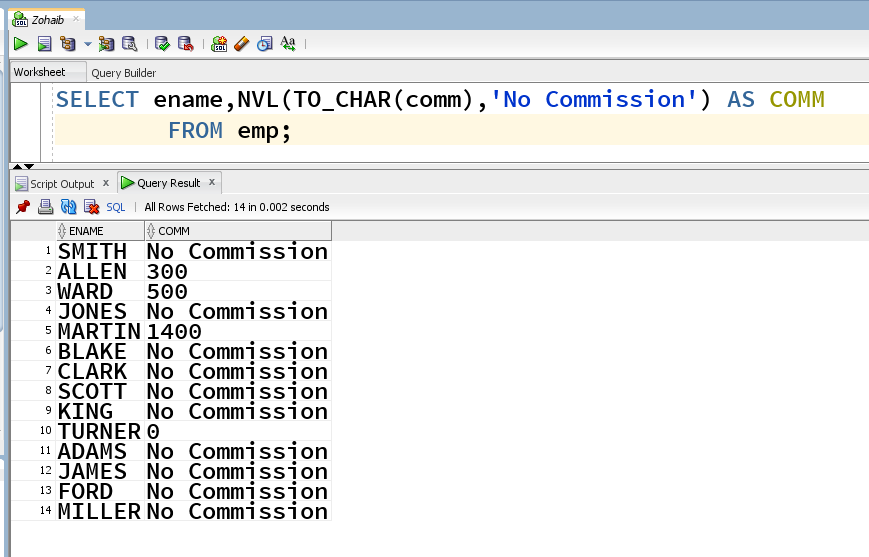 Zohaib
Worksheet Query Builder
SELECT ename,NVL(TO_CHAR(comm),'No Commission') AS COMM
FROM emp;
Script Output x Query Result x
SQL All Rows Fetched: 14 in 0.002 seconds
ENAME COMM
1 SMITH No Commission
2 ALLEN 300
3 WARD 500
4 JONES No Commission
5 MARTIN 1400
6 BLAKE No Commission
7 CLARK No Commission
8 SCOTT No Commission
9 KING No Commission
10 TURNER 0
11 ADAMS No Commission
12 JAMES No Commission
13 FORD No Commission
14 MILLER No Commission